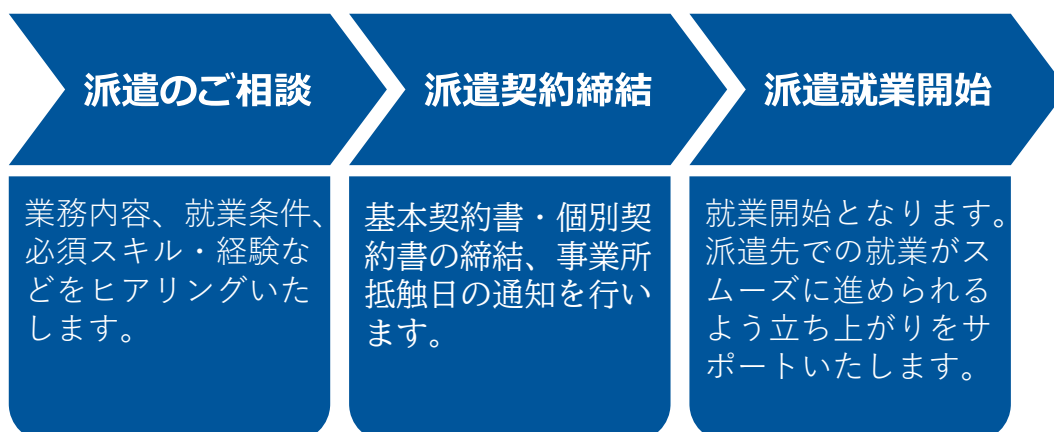 派遣のご相談
派遣契約締結
派遣就業開始
業務内容、就業条件、
必須スキル・経験な
どをヒアリングいた
します。
基本契約書・個別契
約書の締結、事業所
抵触日の通知を行い
ます。
就業開始となります。
派遣先での就業がス
ムーズに進められる
よう立ち上がりをサ
ポートいたします。